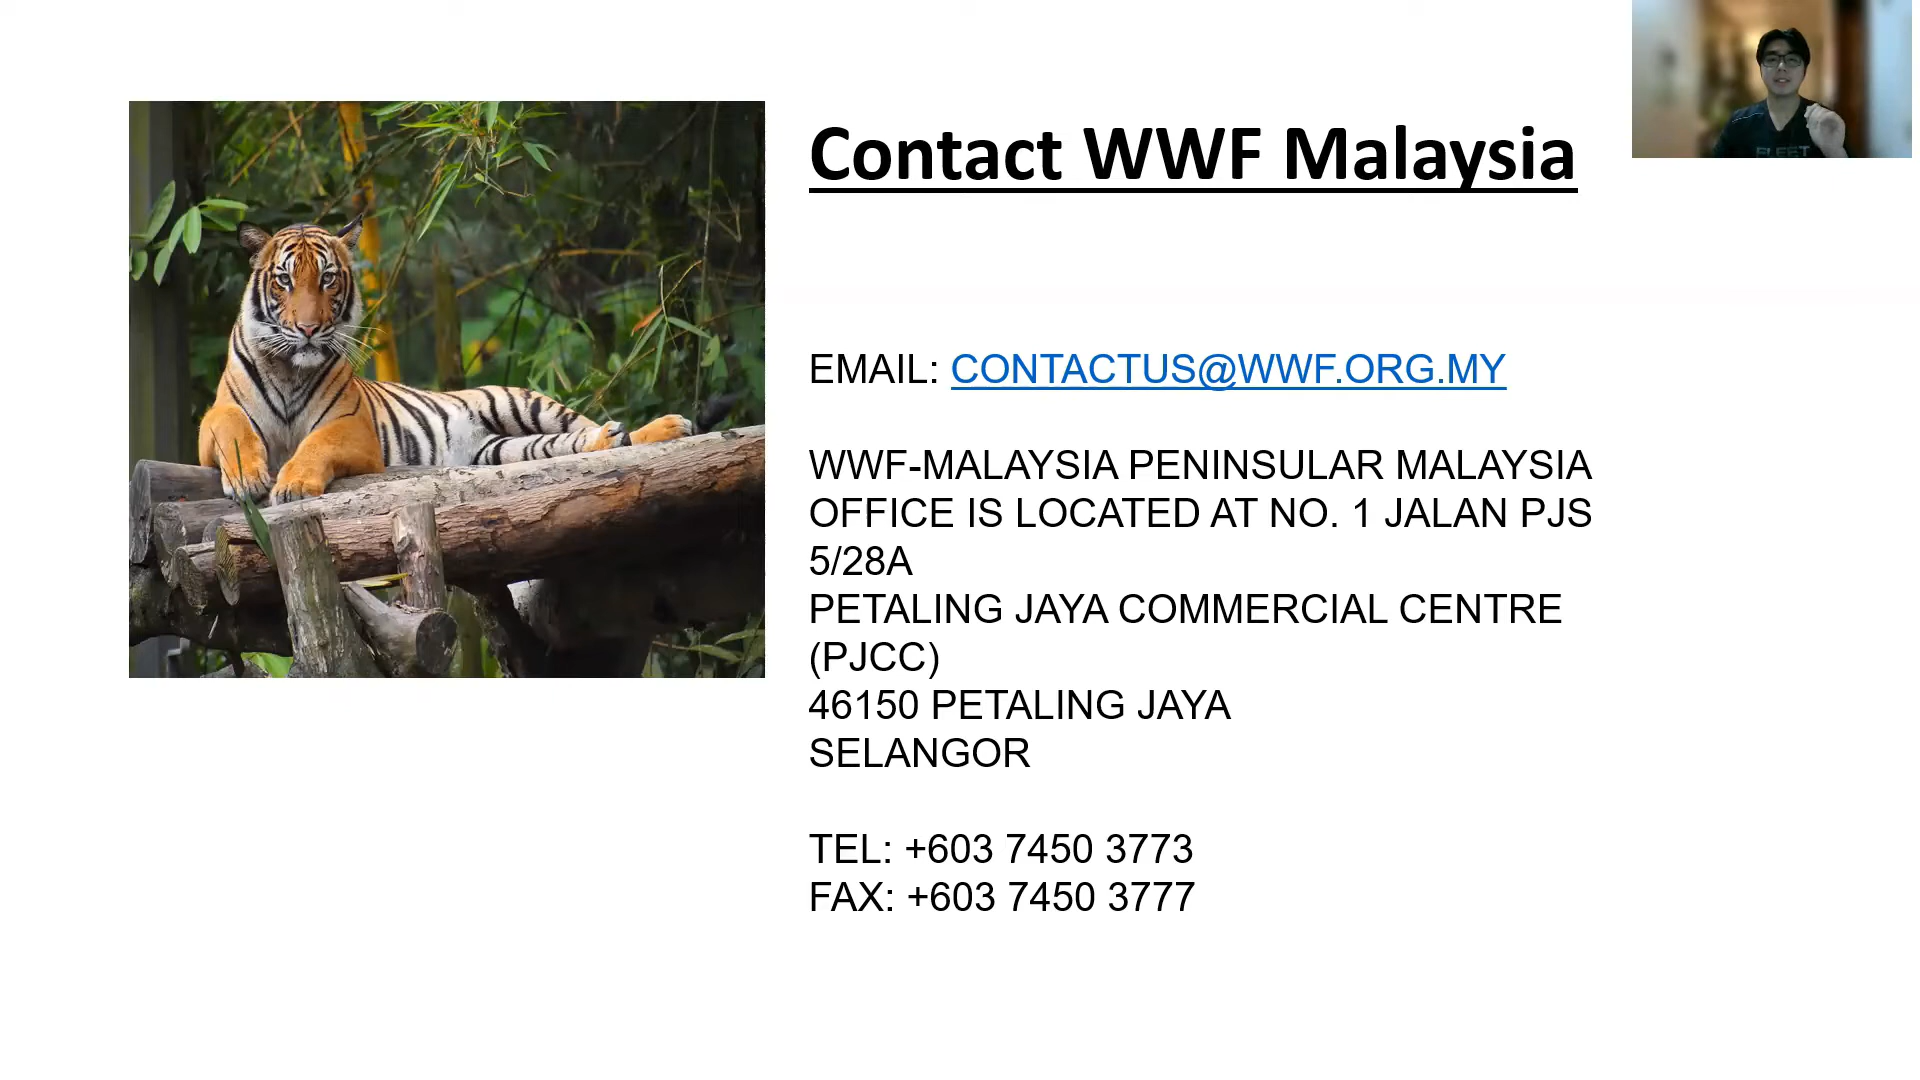 Contact WWF Malaysia
EMAIL: CONTACTUS@WWF.ORG.MY
WWF-MALAYSIA PENINSULAR MALAYSIA
OFFICE IS LOCATED AT NO. 1 JALAN PJS
5/28A
PETALING JAYA COMMERCIAL CENTRE
(PJCC)
46150 PETALING JAYA
SELANGOR
TEL: +603 7450 3773
FAX: +603 7450 3777